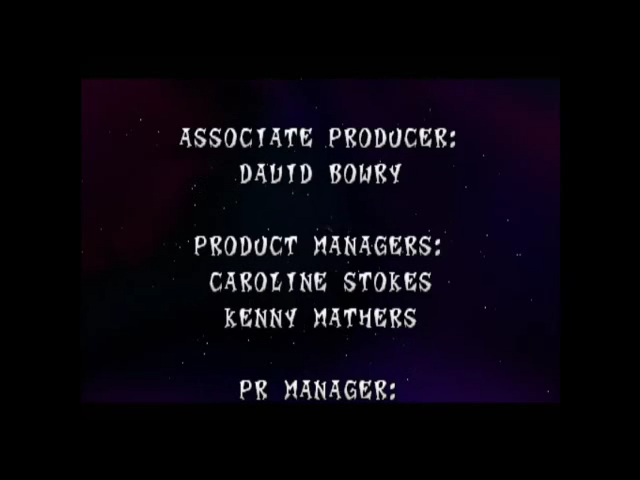 ASSOCIATE PRODUCER:
DAVID BOWRY
PRODUCT MANAGERS:
CAROLINE STOKES
KENNY MATHERS
PR MANAGER: